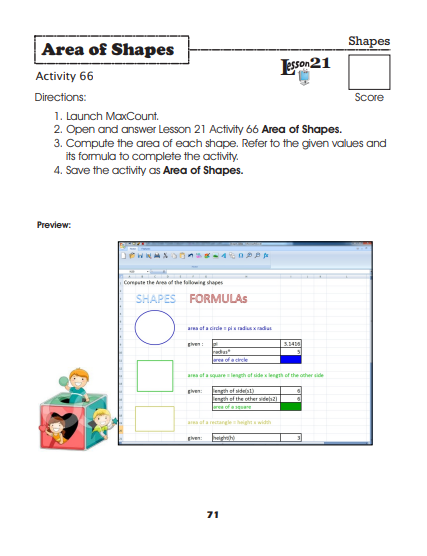 Shapes
Area of Shapes
Lesson 21
Activity 66
Score
Directions:
1. Launch MaxCount.
2. Open and answer Lesson 21 Activity 66 Area of Shapes.
3. Compute the area of each shape. Refer to the given values and
its formula to complete the activity.
4. Save the activity as Area of Shapes.
Preview:
Compute the Area of the following shapes
SHAPES FORMULAs
area of a circle = pi x radius x radius
given: pi 3.1416
radius* 5
area of a circle
area of a square = length of side x length of the other side
given: length of side(s1) 6
length of the other side(s2) 6
area of a square
area of a rectangle = height x width
given: height(h) 3
71